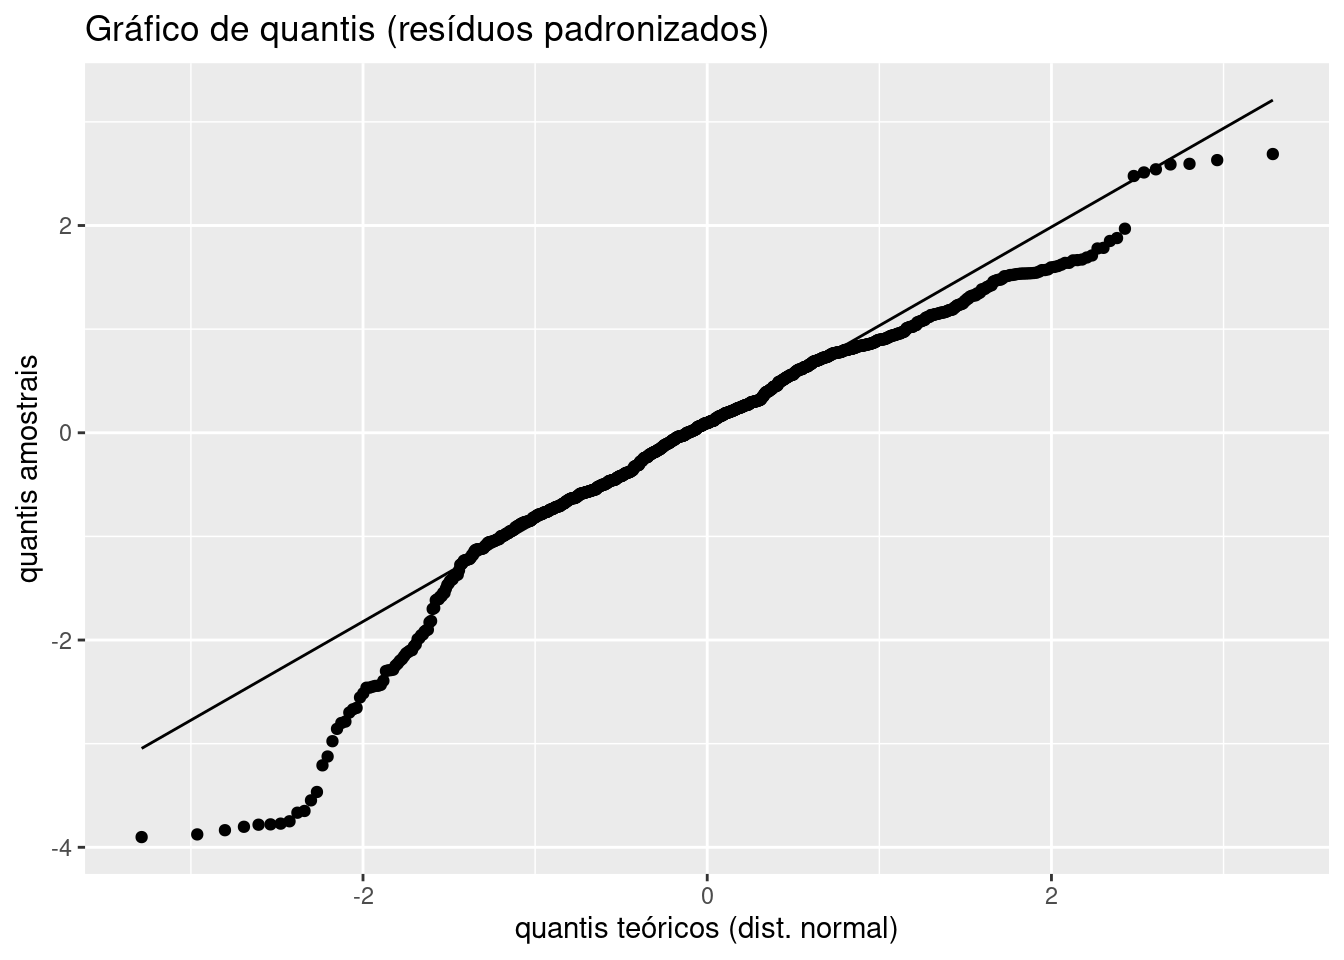 Gráfico de quantis (resíduos padronizados)
quantis amostrais
2
0
-2
-4
-2
0
2
quantis teóricos (dist. normal)